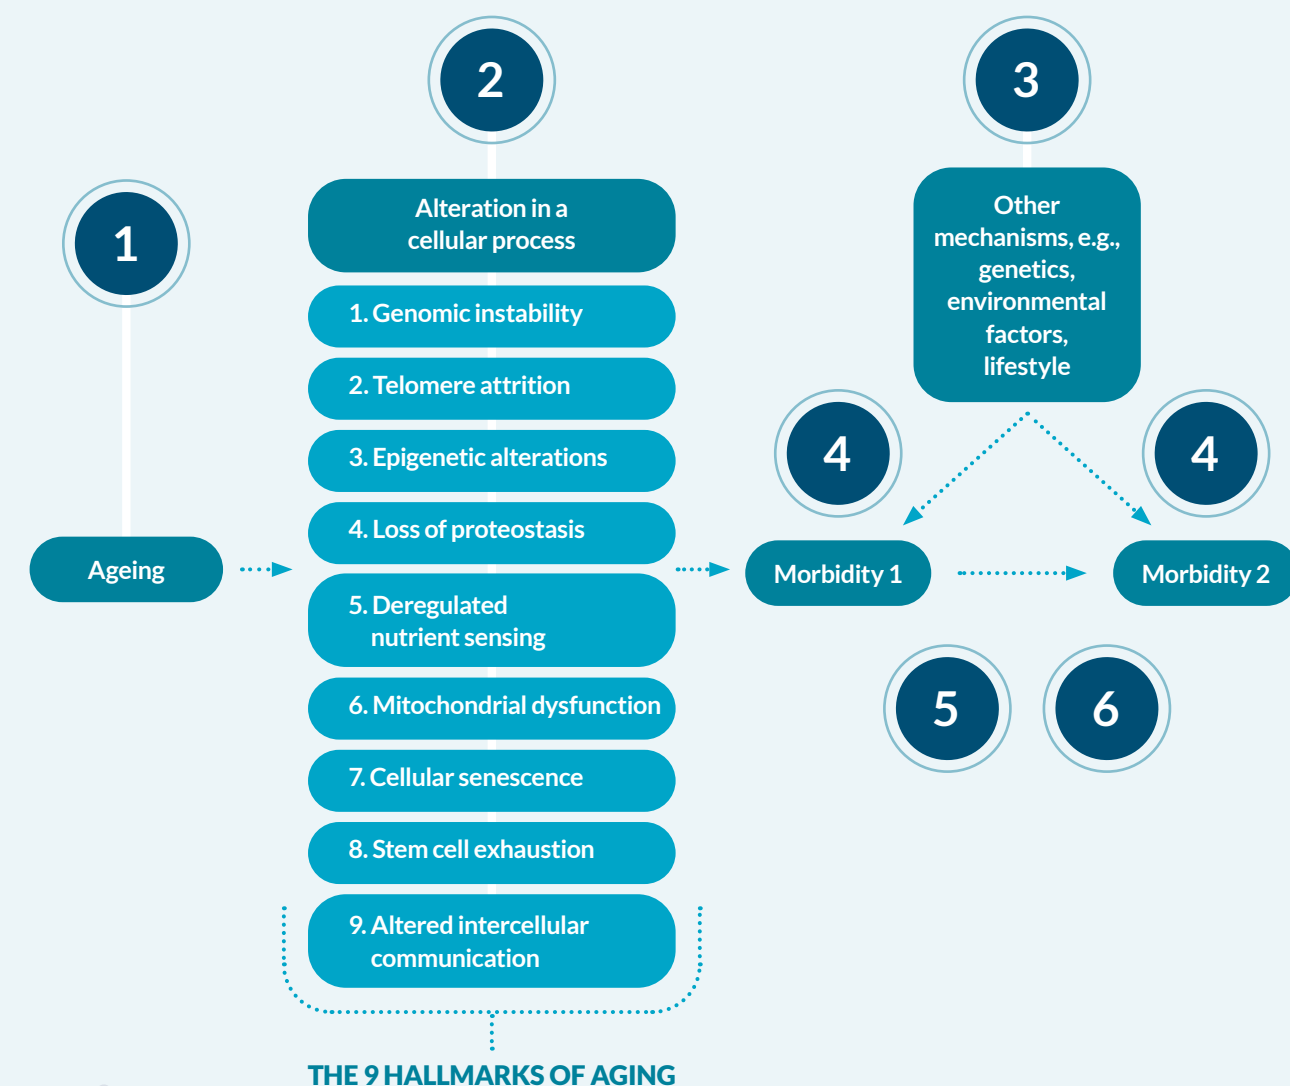 1
Ageing
2
Alteration in a
cellular process
1. Genomic instability
2. Telomere attrition
3. Epigenetic alterations
4. Loss of proteostasis
5. Deregulated
nutrient sensing
6. Mitochondrial dysfunction
7. Cellular senescence
8. Stem cell exhaustion
9. Altered intercellular
communication
THE 9 HALLMARKS OF AGING
3
Other
mechanisms, e.g.,
genetics,
environmental
factors,
lifestyle
4
4
Morbidity 1
Morbidity 2
5
6